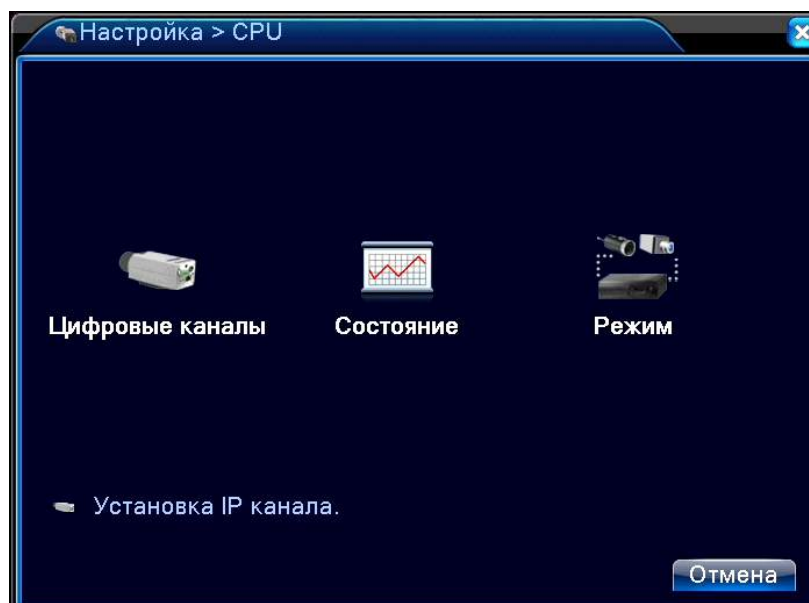 Настройка > CPU
Цифровые каналы
Состояние
Режим
Установка IP канала.
Отмена